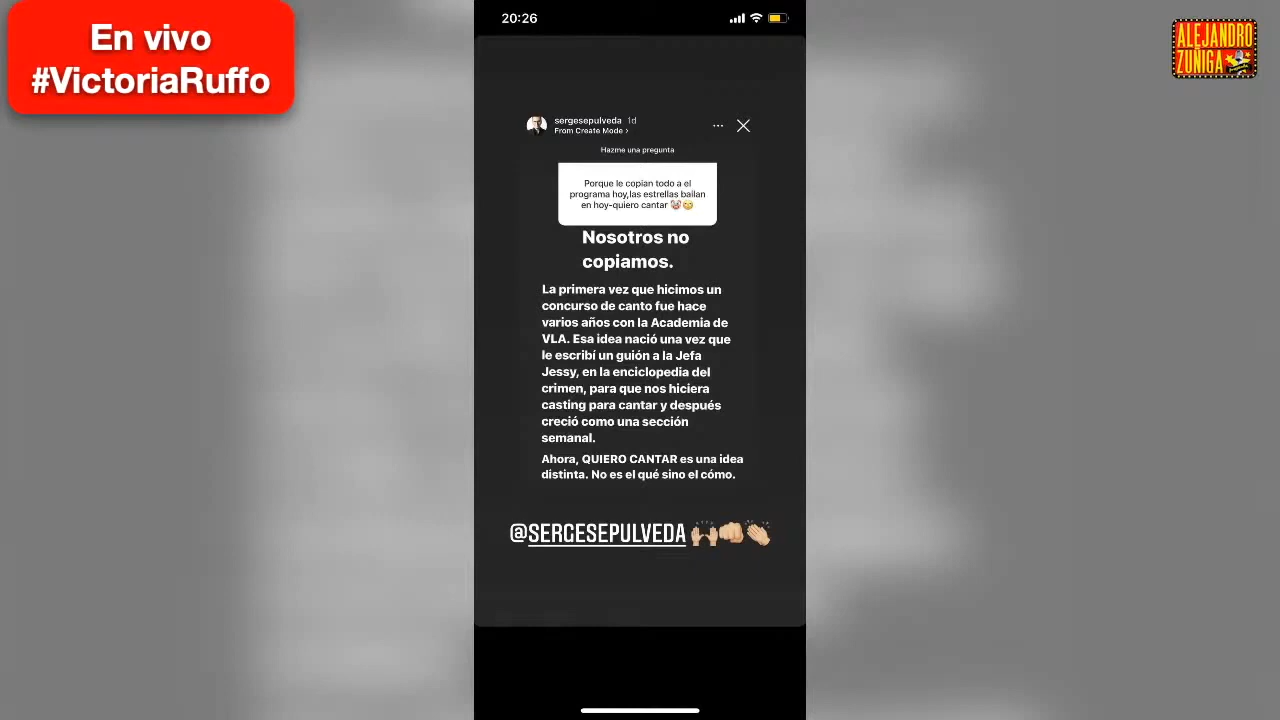 En vivo
#VictoriaRuffo
ALEJANDRO
ZUÑIGA
20:26
sergesepulveda 1d
From Create Mode ›
Hazme una pregunta
Porque le copian todo a el
programa hoy,las estrellas bailan
en hoy-quiero cantar 🤡😬
Nosotros no
copiamos.
La primera vez que hicimos un
concurso de canto fue hace
varios años con la Academia de
VLA. Esa idea nació una vez que
le escribí un guión a la Jefa
Jessy, en la enciclopedia del
crimen, para que nos hiciera
casting para cantar y después
creció como una sección
semanal.
Ahora, QUIERO CANTAR es una idea
distinta. No es el qué sino el cómo.
@SERGESEPULVEDA 🙌🏼👊🏼👏🏼